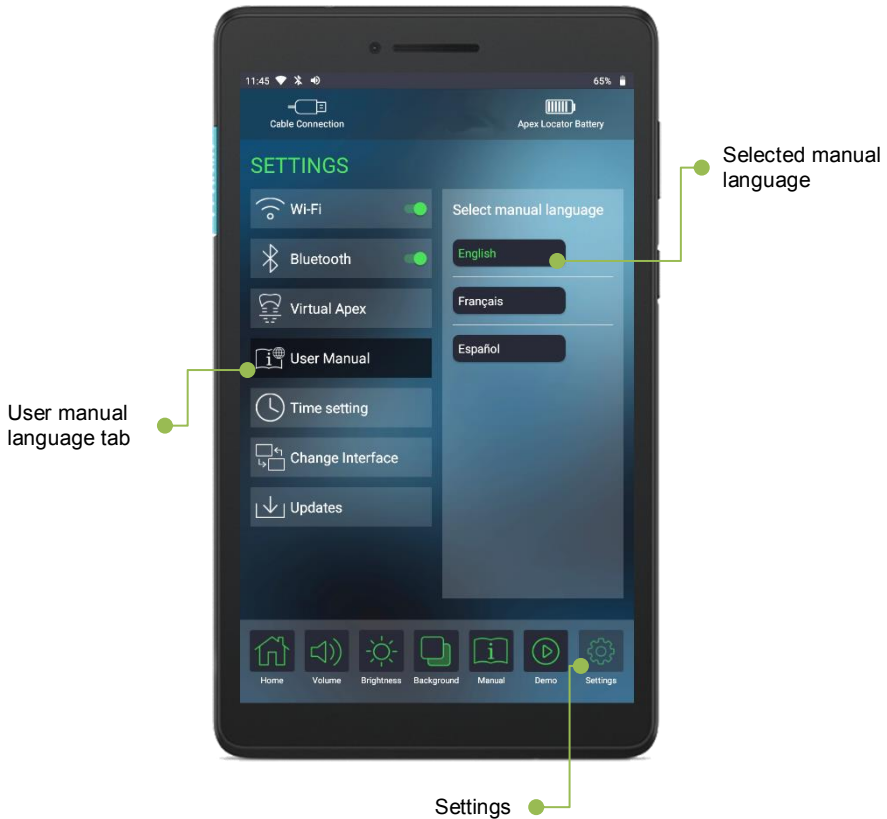 11:45
65%
Cable Connection
Apex Locator Battery
SETTINGS
Wi-Fi
Bluetooth
Virtual Apex
User Manual
Time setting
Change Interface
Updates
Select manual language
English
Français
Español
Home
Volume
Brightness
Background
Manual
Demo
Settings
Selected manual
language
User manual
language tab
Settings